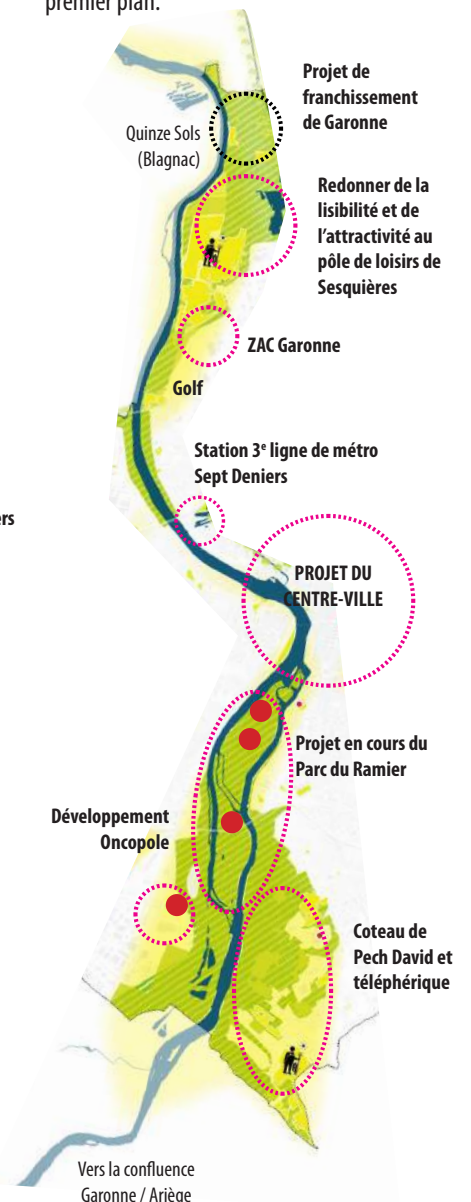 premier plan.
Projet de
franchissement
de Garonne
Quinze Sols
(Blagnac)
Redonner de la
lisibilité et de
l'attractivité au
pôle de loisirs de
Sesquières
ZAC Garonne
Golf
Station 3e ligne de métro
Sept Deniers
ers
PROJET DU
CENTRE-VILLE
Projet en cours du
Parc du Ramier
Développement
Oncopole
Coteau de
Pech David et
téléphérique
Vers la confluence
Garonne / Ariège